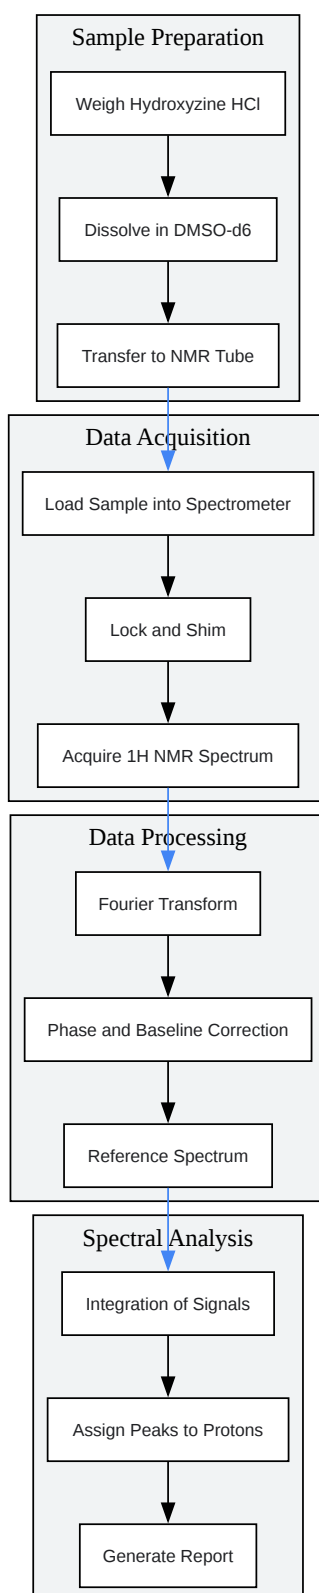 Sample Preparation
Weigh Hydroxyzine HCl
Dissolve in DMSO-d6
Transfer to NMR Tube
Data Acquisition
Load Sample into Spectrometer
Lock and Shim
Acquire 1H NMR Spectrum
Data Processing
Fourier Transform
Phase and Baseline Correction
Reference Spectrum
Spectral Analysis
Integration of Signals
Assign Peaks to Protons
Generate Report